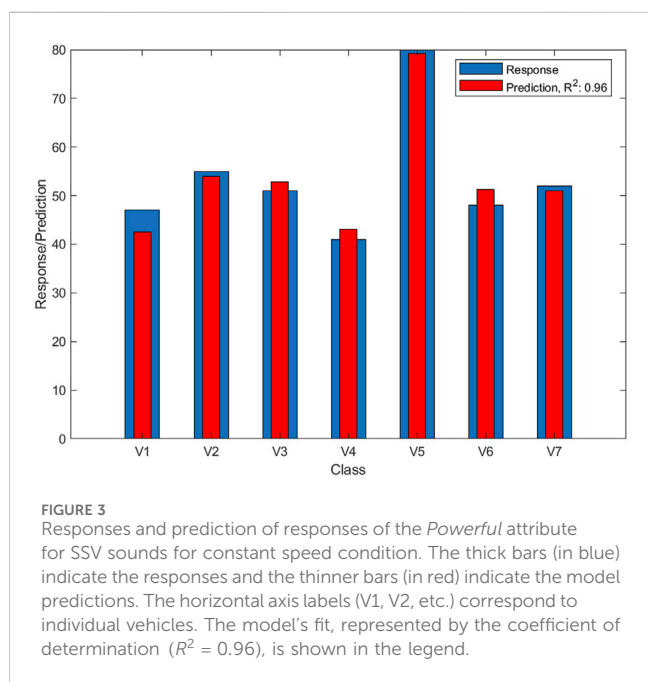 80
70
60
50
40
30
20
10
0
Response/Prediction
Response
Prediction, R²: 0.96
V1 V2 V3 V4 V5 V6 V7
Class
FIGURE 3
Responses and prediction of responses of the Powerful attribute
for SSV sounds for constant speed condition. The thick bars (in blue)
indicate the responses and the thinner bars (in red) indicate the model
predictions. The horizontal axis labels (V1, V2, etc.) correspond to
individual vehicles. The model’s fit, represented by the coefficient of
determination (R² = 0.96), is shown in the legend.